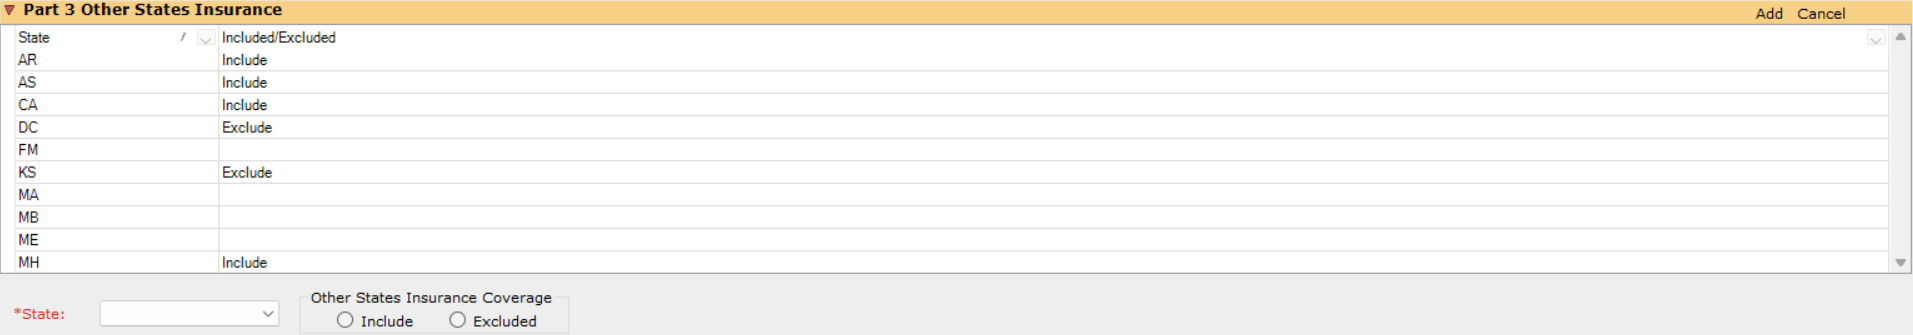 Part 3 Other States Insurance
Add Cancel
State Included/Excluded
AR Include
AS Include
CA Include
DC Exclude
FM
KS Exclude
MA
MB
ME
MH Include
Other States Insurance Coverage
*State: Include Excluded